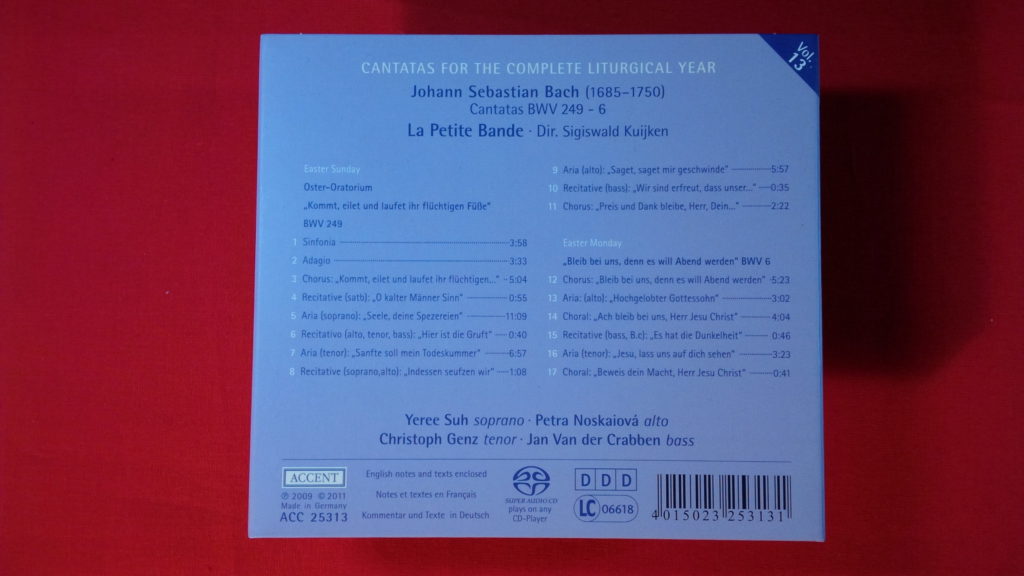 Vol. 13
CANTATAS FOR THE COMPLETE LITURGICAL YEAR
Johann Sebastian Bach (1685–1750)
Cantatas BWV 249 - 6
La Petite Bande · Dir. Sigiswald Kuijken
Easter Sunday
Oster-Oratorium
„Kommt, eilet und laufet ihr flüchtigen Füße“
BWV 249
1 Sinfonia 3:58
2 Adagio 3:33
3 Chorus: „Kommt, eilet und laufet ihr flüchtigen...“ 5:04
4 Recitative (satb): „O kalter Männer Sinn“ 0:55
5 Aria (soprano): „Seele, deine Spezereien“ 11:09
6 Recitativo (alto, tenor, bass): „Hier ist die Gruft“ 0:40
7 Aria (tenor): „Sanfte soll mein Todeskummer“ 6:57
8 Recitative (soprano,alto): „Indessen seufzen wir“ 1:08
9 Aria (alto): „Saget, saget mir geschwinde“ 5:57
10 Recitative (bass): „Wir sind erfreut, dass unser...“ 0:35
11 Chorus: „Preis und Dank bleibe, Herr, Dein...“ 2:22
Easter Monday
„Bleib bei uns, denn es will Abend werden“ BWV 6
12 Chorus: „Bleib bei uns, denn es will Abend werden“ 5:23
13 Aria: (alto): „Hochgelobter Gottessohn“ 3:02
14 Choral: „Ach bleib bei uns, Herr Jesu Christ“ 4:04
15 Recitative (bass, B.c): „Es hat die Dunkelheit“ 0:46
16 Aria (tenor): „Jesu, lass uns auf dich sehen“ 3:23
17 Choral: „Beweis dein Macht, Herr Jesu Christ“ 0:41
Yeree Suh soprano · Petra Noskaiová alto
Christoph Genz tenor · Jan Van der Crabben bass
ACCENT
℗ 2009 © 2011
Made in Germany
ACC 25313
English notes and texts enclosed
Notes et textes en Français
Kommentar und Texte in Deutsch
SUPER AUDIO CD
plays on any
CD-Player
D D D
LC 06618
4 015023 253131